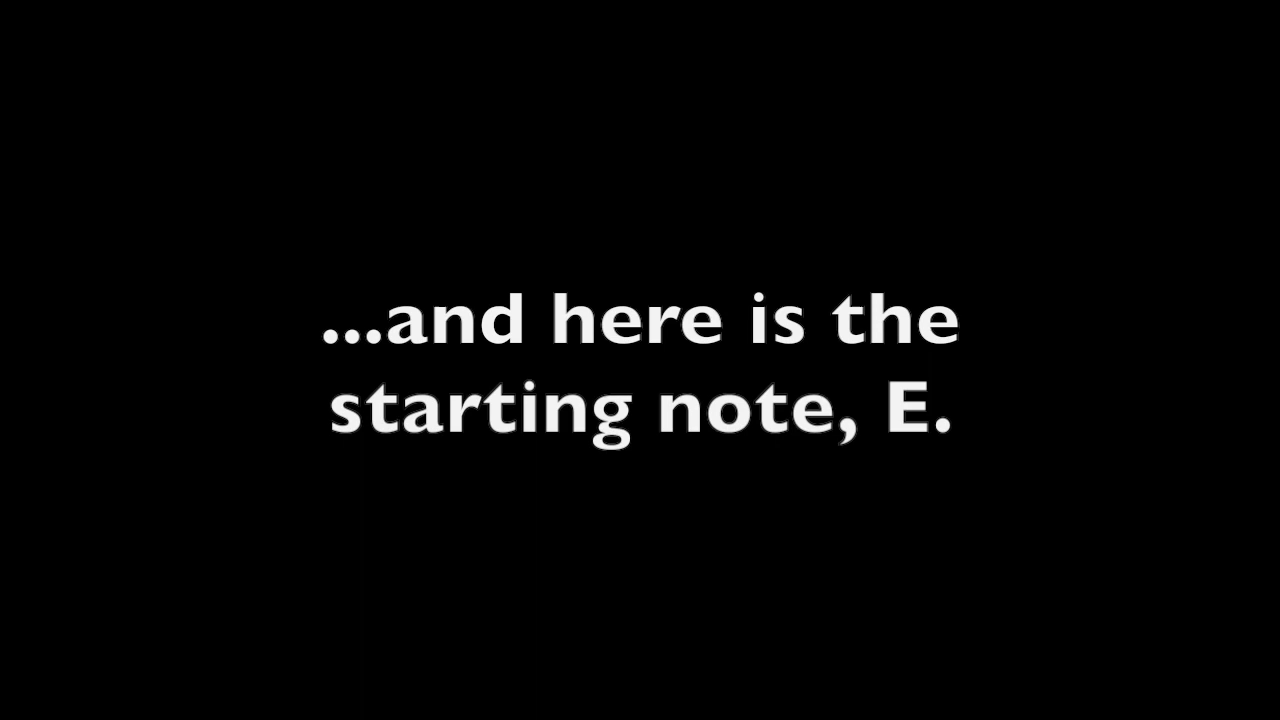 ...and here is the
starting note, E.